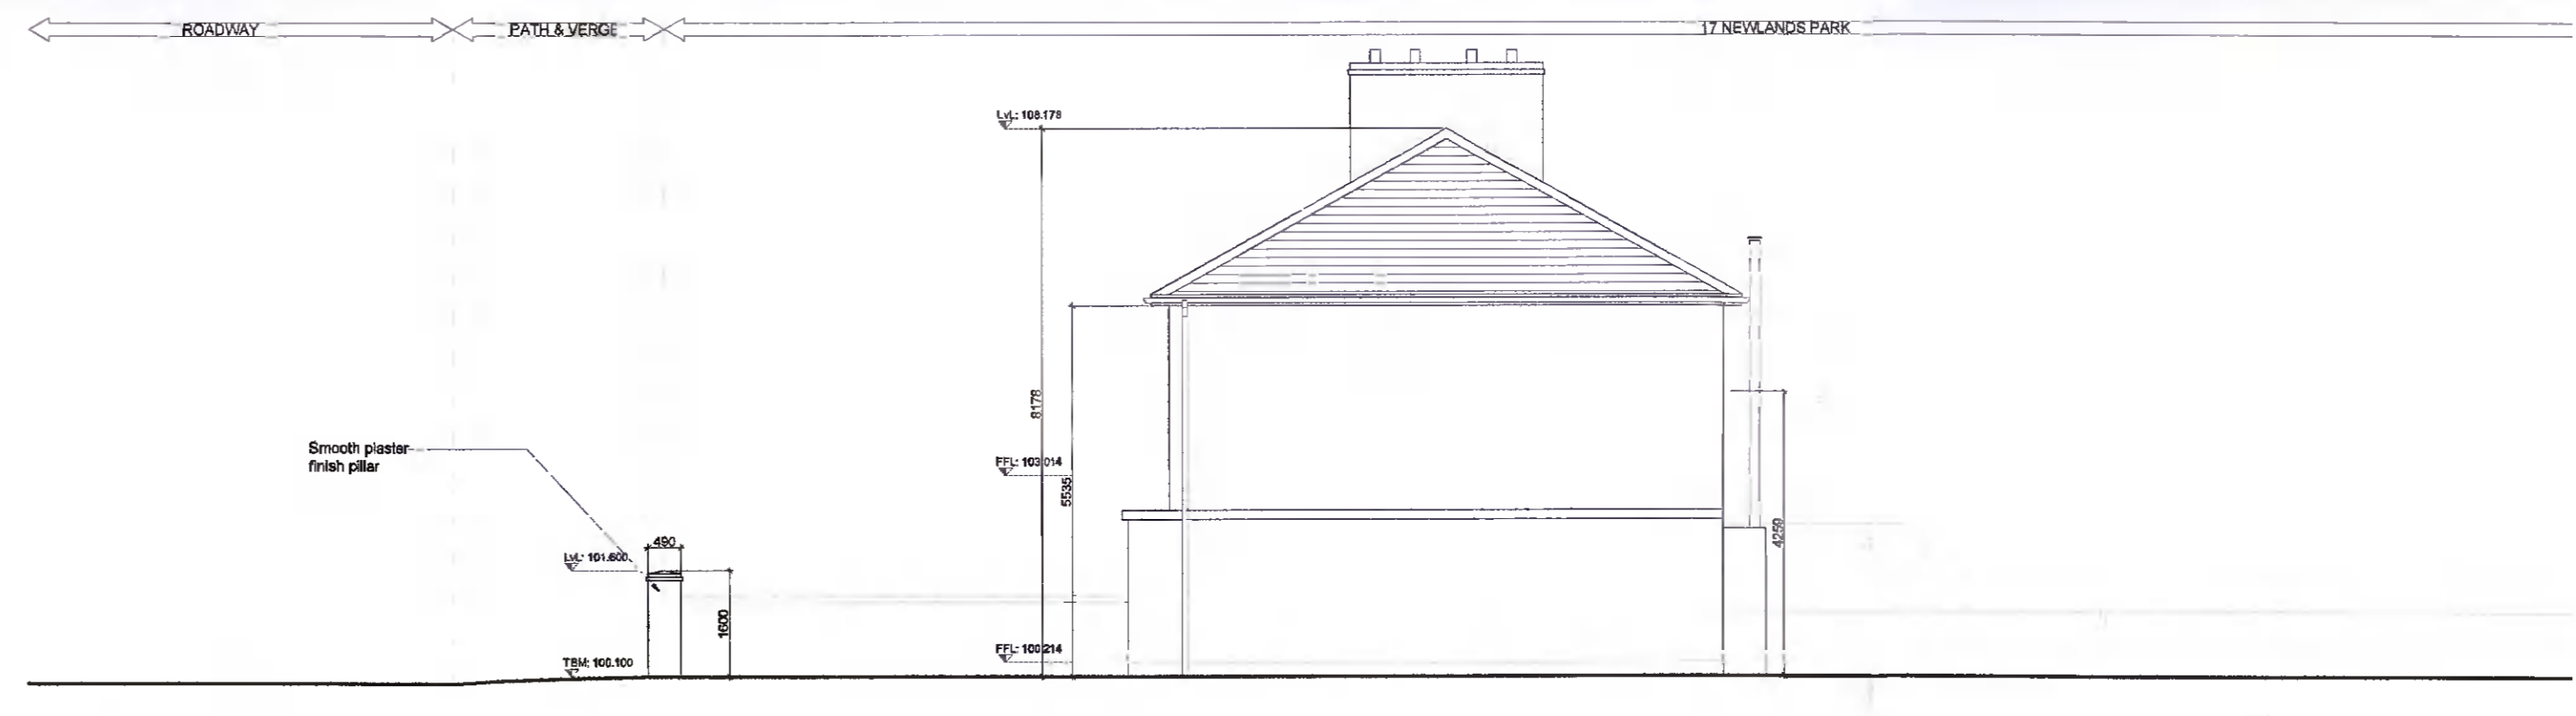 ROADWAY
PATH & VERGE
17 NEWLANDS PARK
LvL: 108.178
8178
FFL: 103.014
5535
Smooth plaster
finish pillar
490
LvL: 101.600
1600
4259
FFL: 100.214
TBM: 100.100